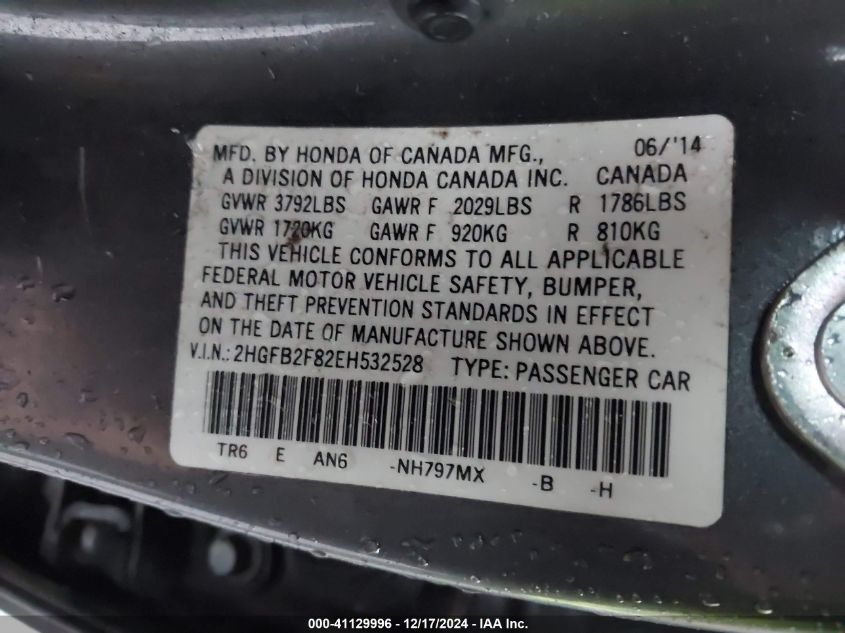 MFD. BY HONDA OF CANADA MFG., 06/'14
A DIVISION OF HONDA CANADA INC. CANADA
GVWR 3792LBS GAWR F 2029LBS R 1786LBS
GVWR 1720KG GAWR F 920KG R 810KG
THIS VEHICLE CONFORMS TO ALL APPLICABLE
FEDERAL MOTOR VEHICLE SAFETY, BUMPER,
AND THEFT PREVENTION STANDARDS IN EFFECT
ON THE DATE OF MANUFACTURE SHOWN ABOVE.
V.I.N.: 2HGFB2F82EH532528 TYPE: PASSENGER CAR
TR6 E AN6 -NH797MX -B -H
000-41129996 - 12/17/2024 - IAA Inc.